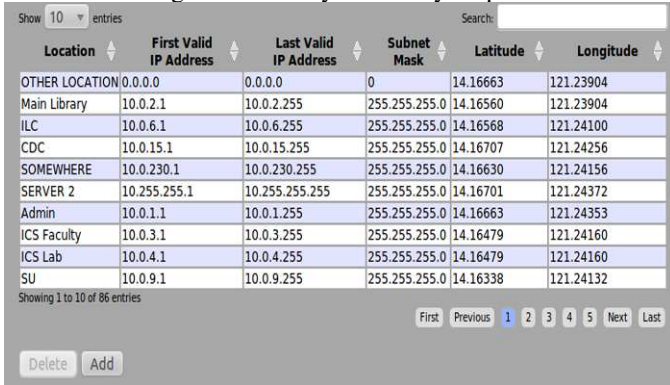 Show 10 entries Search:
Location First Valid IP Address Last Valid IP Address Subnet Mask Latitude Longitude
OTHER LOCATION 0.0.0.0 0.0.0.0 0 14.16663 121.23904
Main Library 10.0.2.1 10.0.2.255 255.255.255.0 14.16560 121.23904
ILC 10.0.6.1 10.0.6.255 255.255.255.0 14.16568 121.24100
CDC 10.0.15.1 10.0.15.255 255.255.255.0 14.16707 121.24256
SOMEWHERE 10.0.230.1 10.0.230.255 255.255.255.0 14.16630 121.24156
SERVER 2 10.255.255.1 10.255.255.255 255.255.255.0 14.16701 121.24372
Admin 10.0.1.1 10.0.1.255 255.255.255.0 14.16663 121.24353
ICS Faculty 10.0.3.1 10.0.3.255 255.255.255.0 14.16479 121.24160
ICS Lab 10.0.4.1 10.0.4.255 255.255.255.0 14.16479 121.24160
SU 10.0.9.1 10.0.9.255 255.255.255.0 14.16338 121.24132
Showing 1 to 10 of 86 entries
First Previous 1 2 3 4 5 Next Last
Delete Add